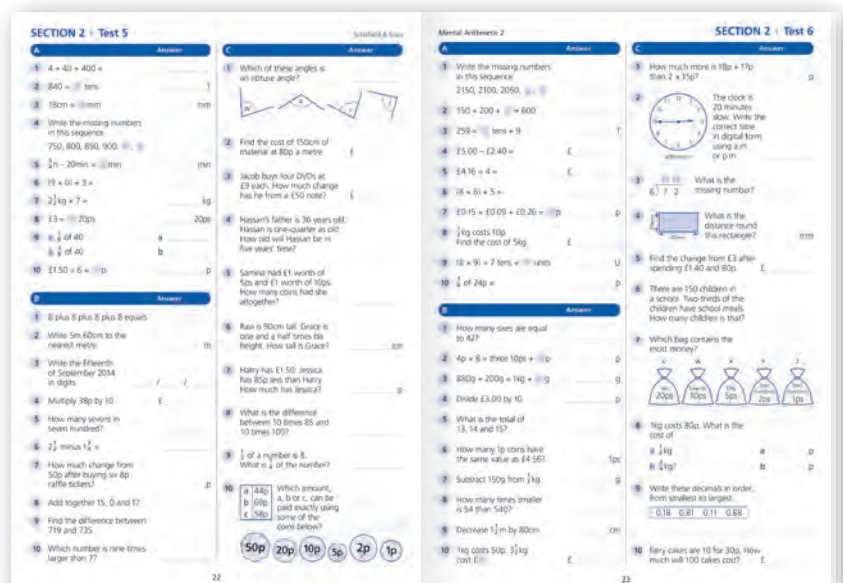 SECTION 2 | Test 5
Schofield & Sims
A
Answer
1 4 + 40 + 400 =
2 840 = tens
T
3 18cm = mm
mm
4 Write the missing numbers
in this sequence.
750, 800, 850, 900,
5 h – 20min = min
min
6 (9 × 0) + 3 =
7 kg × 7 =
kg
8 £3 = 20ps
20ps
9 a of 40
a
b of 40
b
10 £1.50 ÷ 6 = p
p
B
Answer
1 8 plus 8 plus 8 plus 8 equals
2 Write 5m 60cm to the
nearest metre.
m
3 Write the fifteenth
of September 2014
in digits.
/ /
4 Multiply 38p by 10.
£
5 How many sevens in
seven hundred?
6 minus =
7 How much change from
50p after buying six 8p
raffle tickets?
p
8 Add together 15, 0 and 17.
9 Find the difference between
719 and 735.
10 Which number is nine times
larger than 7?
C
Answer
1 Which of these angles is
an obtuse angle?
w x y z
2 Find the cost of 150cm of
material at 80p a metre.
£
3 Jacob buys four DVDs at
£9 each. How much change
has he from a £50 note?
£
4 Hassan's father is 36 years old.
Hassan is one-quarter as old.
How old will Hassan be in
five years' time?
5 Samina had £1 worth of
5ps and £1 worth of 10ps.
How many coins had she
altogether?
6 Ravi is 90cm tall. Grace is
one and a half times his
height. How tall is Grace?
cm
7 Harry has £1.50. Jessica
has 85p less than Harry.
How much has Jessica?
p
8 What is the difference
between 10 times 85 and
10 times 100?
9 of a number is 8.
What is of the number?
10 a 44p
b 69p
c 58p
Which amount,
a, b or c, can be
paid exactly using
some of the
coins below?
50p 20p 10p 5p 2p 1p
22
Mental Arithmetic 2
SECTION 2 | Test 6
A
Answer
1 Write the missing numbers
in this sequence.
2150, 2100, 2050,
2 150 + 200 + = 600
3 259 = tens + 9
T
4 £5.00 – £2.40 =
£
5 £4.16 ÷ 4 =
£
6 (8 × 6) + 5 =
7 £0.15 + £0.09 + £0.26 = p
p
8 kg costs 10p.
Find the cost of 5kg.
£
9 (8 × 9) = 7 tens + units
U
10 of 24p =
p
B
Answer
1 How many sixes are equal
to 42?
2 4p × 8 = three 10ps + p
p
3 880g + 200g = 1kg + g
g
4 Divide £3.00 by 10.
p
5 What is the total of
13, 14 and 15?
6 How many 1p coins have
the same value as £4.56?
1ps
7 Subtract 150g from kg.
g
8 How many times smaller
is 54 than 540?
9 Decrease m by 80cm.
cm
10 1kg costs 50p. kg
cost £
£
C
Answer
1 How much more is 18p + 17p
than 2 × 15p?
p
2 The clock is
20 minutes
slow. Write the
correct time
in digital form
using a.m.
or p.m.
3 6 7 2
What is the
missing number?
4 What is the
distance round
this rectangle?
mm
5 Find the change from £3 after
spending £1.40 and 80p.
£
6 There are 150 children in
a school. Two-thirds of the
children have school meals.
How many children is that?
7 Which bag contains the
most money?
20ps 10ps 5ps 2ps 1ps
8 1kg costs 80p. What is the
cost of
a kg
a p
b kg?
b p
9 Write these decimals in order,
from smallest to largest.
0.18 0.81 0.11 0.88
10 Fairy cakes are 10 for 30p. How
much will 100 cakes cost?
£
23